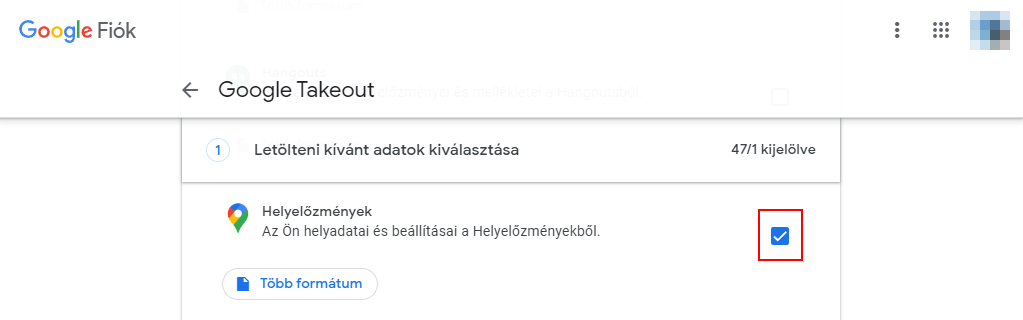 Google Fiók
Google Takeout
1 Letölteni kívánt adatok kiválasztása 47/1 kijelölve
Helyelőzmények
Az Ön helyadatai és beállításai a Helyelőzményekből.
Több formátum